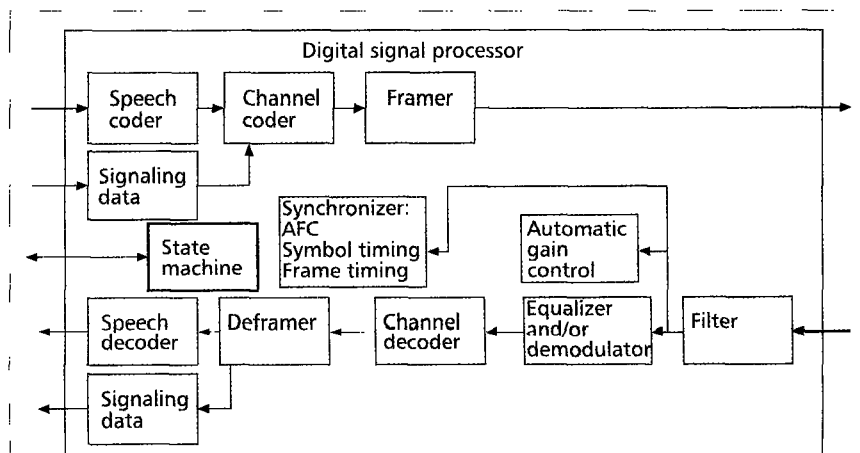 Digital signal processor
Speech
coder
Channel
coder
Framer
Signaling
data
Synchronizer:
AFC
Symbol timing
Frame timing
State
machine
Automatic
gain
control
Speech
decoder
Deframer
Channel
decoder
Equalizer
and/or
demodulator
Filter
Signaling
data